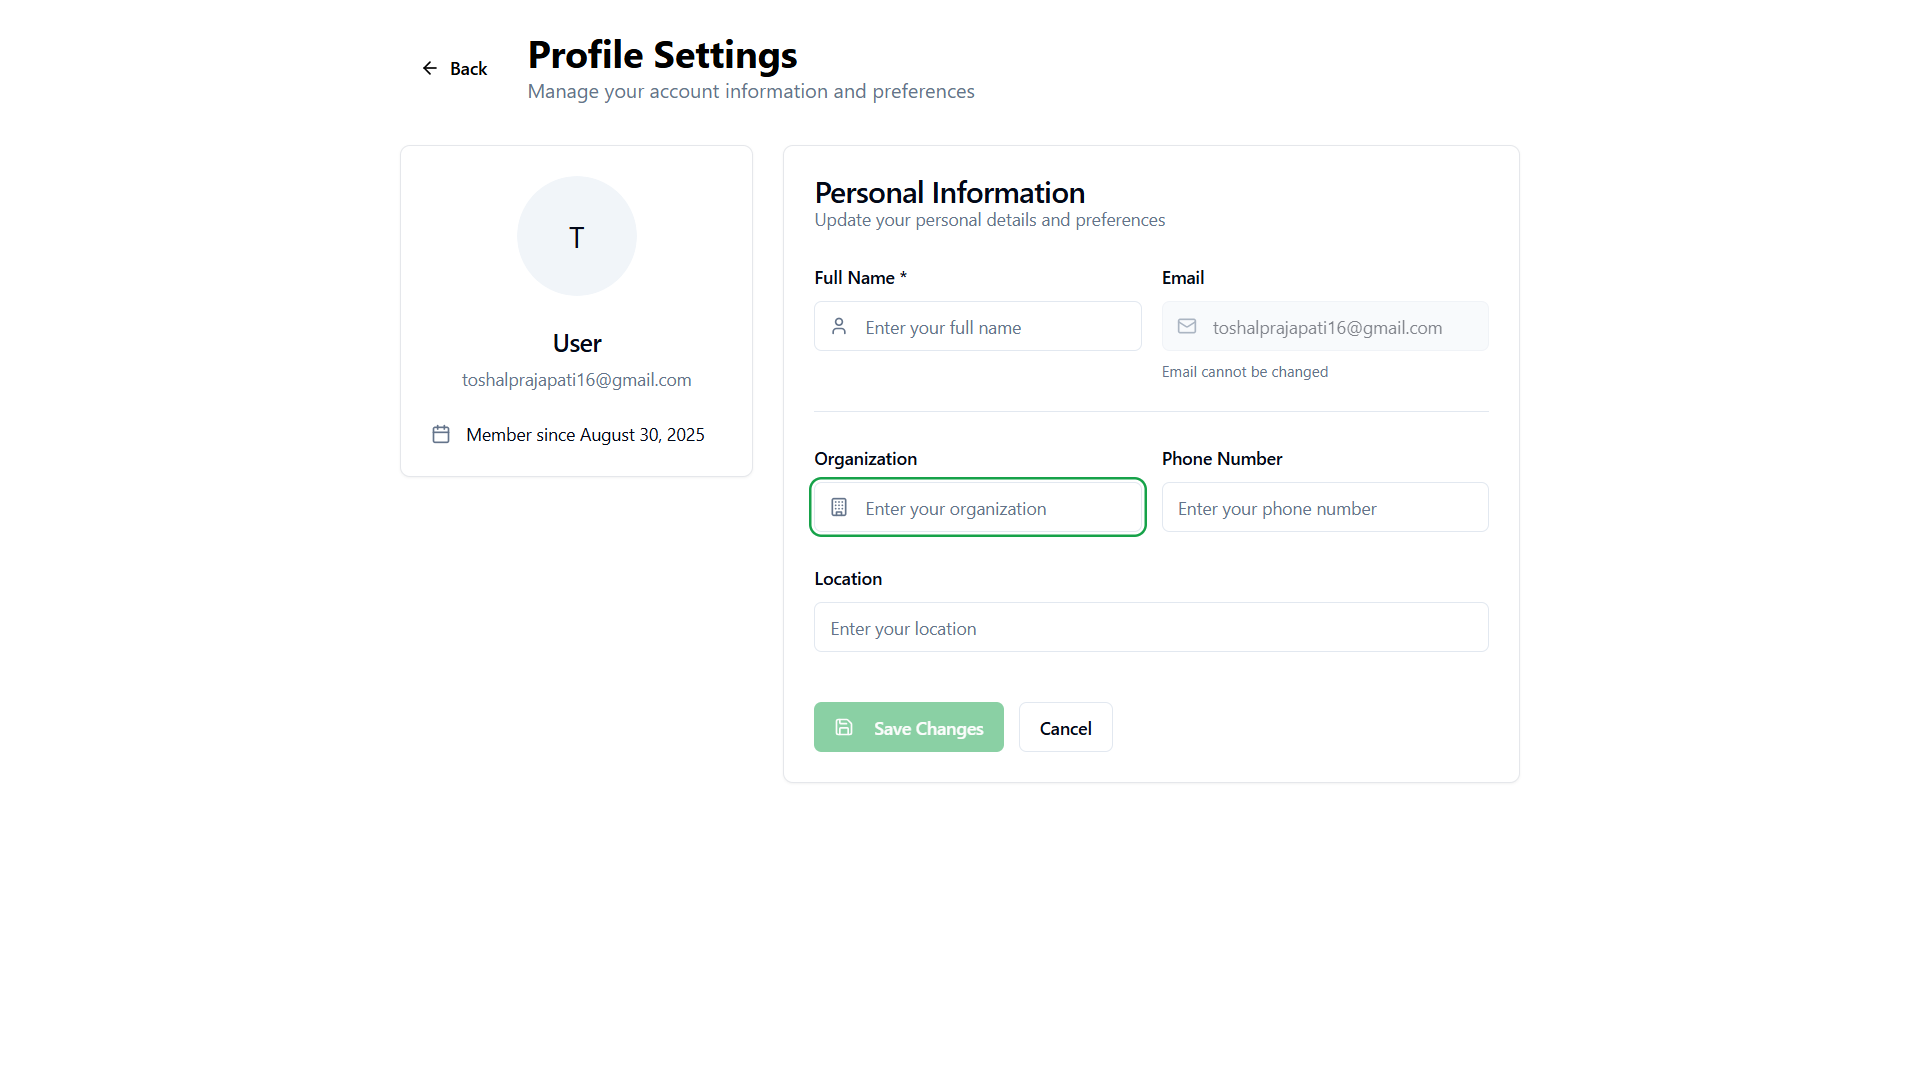 Back
Profile Settings
Manage your account information and preferences
T
User
toshalprajapati16@gmail.com
Member since August 30, 2025
Personal Information
Update your personal details and preferences
Full Name *
Enter your full name
Email
toshalprajapati16@gmail.com
Email cannot be changed
Organization
Enter your organization
Phone Number
Enter your phone number
Location
Enter your location
Save Changes
Cancel